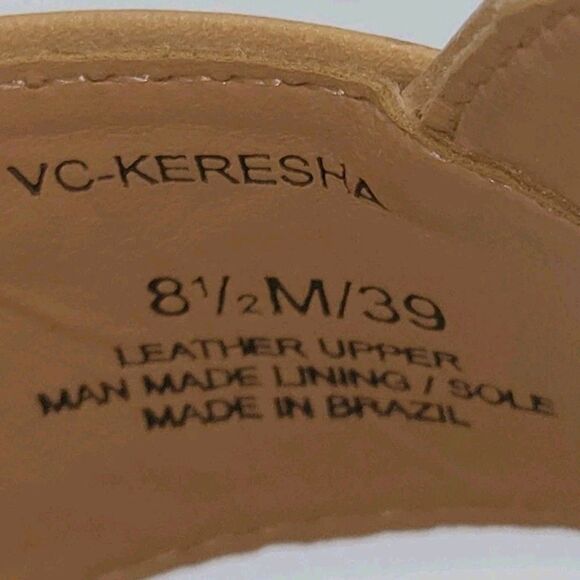 VC-KERESHA
8½M/39
LEATHER UPPER
MAN MADE LINING / SOLE
MADE IN BRAZIL